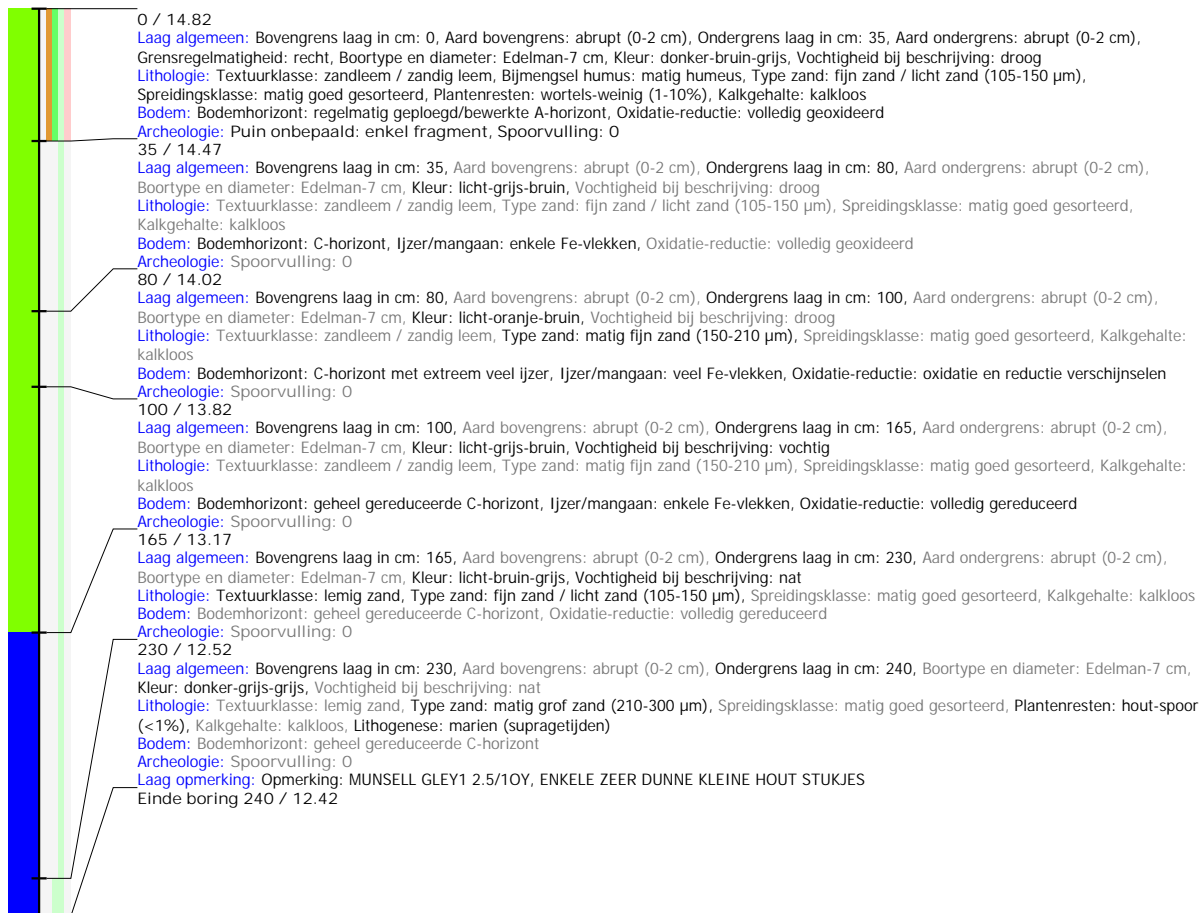 0 / 14.82
Laag algemeen: Bovengrens laag in cm: 0, Aard bovengrens: abrupt (0-2 cm), Ondergrens laag in cm: 35, Aard ondergrens: abrupt (0-2 cm),
Grensregelmatigheid: recht, Boortype en diameter: Edelman-7 cm, Kleur: donker-bruin-grijs, Vochtigheid bij beschrijving: droog
Lithologie: Textuurklasse: zandleem / zandig leem, Bijmengsel humus: matig humeus, Type zand: fijn zand / licht zand (105-150 µm),
Spreidingsklasse: matig goed gesorteerd, Plantenresten: wortels-weinig (1-10%), Kalkgehalte: kalkloos
Bodem: Bodemhorizont: regelmatig geploegd/bewerkte A-horizont, Oxidatie-reductie: volledig geoxideerd
Archeologie: Puin onbepaald: enkel fragment, Spoorvulling: 0
35 / 14.47
Laag algemeen: Bovengrens laag in cm: 35, Aard bovengrens: abrupt (0-2 cm), Ondergrens laag in cm: 80, Aard ondergrens: abrupt (0-2 cm),
Boortype en diameter: Edelman-7 cm, Kleur: licht-grijs-bruin, Vochtigheid bij beschrijving: droog
Lithologie: Textuurklasse: zandleem / zandig leem, Type zand: fijn zand / licht zand (105-150 µm), Spreidingsklasse: matig goed gesorteerd,
Kalkgehalte: kalkloos
Bodem: Bodemhorizont: C-horizont, Ijzer/mangaan: enkele Fe-vlekken, Oxidatie-reductie: volledig geoxideerd
Archeologie: Spoorvulling: 0
80 / 14.02
Laag algemeen: Bovengrens laag in cm: 80, Aard bovengrens: abrupt (0-2 cm), Ondergrens laag in cm: 100, Aard ondergrens: abrupt (0-2 cm),
Boortype en diameter: Edelman-7 cm, Kleur: licht-oranje-bruin, Vochtigheid bij beschrijving: droog
Lithologie: Textuurklasse: zandleem / zandig leem, Type zand: matig fijn zand (150-210 µm), Spreidingsklasse: matig goed gesorteerd, Kalkgehalte:
kalkloos
Bodem: Bodemhorizont: C-horizont met extreem veel ijzer, Ijzer/mangaan: veel Fe-vlekken, Oxidatie-reductie: oxidatie en reductie verschijnselen
Archeologie: Spoorvulling: 0
100 / 13.82
Laag algemeen: Bovengrens laag in cm: 100, Aard bovengrens: abrupt (0-2 cm), Ondergrens laag in cm: 165, Aard ondergrens: abrupt (0-2 cm),
Boortype en diameter: Edelman-7 cm, Kleur: licht-grijs-bruin, Vochtigheid bij beschrijving: vochtig
Lithologie: Textuurklasse: zandleem / zandig leem, Type zand: matig fijn zand (150-210 µm), Spreidingsklasse: matig goed gesorteerd, Kalkgehalte:
kalkloos
Bodem: Bodemhorizont: geheel gereduceerde C-horizont, Ijzer/mangaan: enkele Fe-vlekken, Oxidatie-reductie: volledig gereduceerd
Archeologie: Spoorvulling: 0
165 / 13.17
Laag algemeen: Bovengrens laag in cm: 165, Aard bovengrens: abrupt (0-2 cm), Ondergrens laag in cm: 230, Aard ondergrens: abrupt (0-2 cm),
Boortype en diameter: Edelman-7 cm, Kleur: licht-bruin-grijs, Vochtigheid bij beschrijving: nat
Lithologie: Textuurklasse: lemig zand, Type zand: fijn zand / licht zand (105-150 µm), Spreidingsklasse: matig goed gesorteerd, Kalkgehalte: kalkloos
Bodem: Bodemhorizont: geheel gereduceerde C-horizont, Oxidatie-reductie: volledig gereduceerd
Archeologie: Spoorvulling: 0
230 / 12.52
Laag algemeen: Bovengrens laag in cm: 230, Aard bovengrens: abrupt (0-2 cm), Ondergrens laag in cm: 240, Boortype en diameter: Edelman-7 cm,
Kleur: donker-grijs-grijs, Vochtigheid bij beschrijving: nat
Lithologie: Textuurklasse: lemig zand, Type zand: matig grof zand (210-300 µm), Spreidingsklasse: matig goed gesorteerd, Plantenresten: hout-spoor
(<1%), Kalkgehalte: kalkloos, Lithogenese: marien (supragetijden)
Bodem: Bodemhorizont: geheel gereduceerde C-horizont
Archeologie: Spoorvulling: 0
Laag opmerking: Opmerking: MUNSELL GLEY1 2.5/1OY, ENKELE ZEER DUNNE KLEINE HOUT STUKJES
Einde boring 240 / 12.42